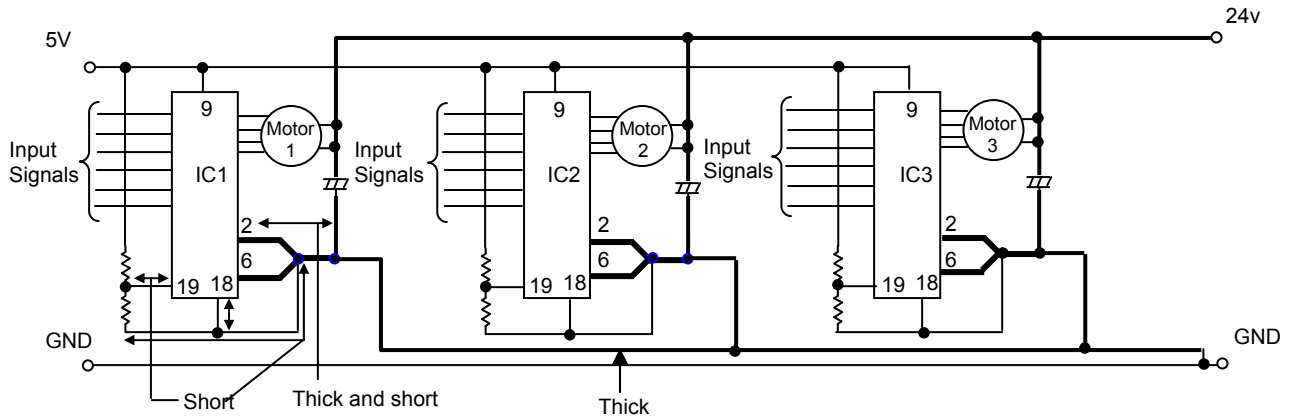 24v
5V
9
9
9
Motor
1
Motor
2
Motor
3
Input
Signals
IC1
Input
Signals
IC2
Input
Signals
IC3
2
6
19 18
2
6
19 18
2
6
19 18
GND
GND
Short
Thick and short
Thick